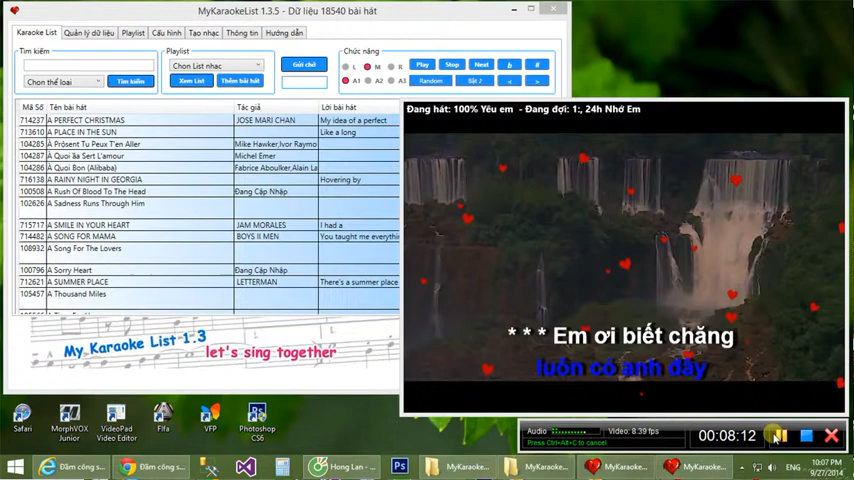 MyKaraokeList 1.3.5 - Dữ liệu 18540 bài hát
Karaoke List Quản lý dữ liệu Playlist Cấu hình Tạo nhạc Thông tin Hướng dẫn
Tìm kiếm
Playlist
Chức năng
Chọn List nhạc
Gửi chờ
L M R
Play Stop Next b #
Chọn thể loại
Tìm kiếm
Xem List
Thêm bài hát
A1 A2 A3
Random
Bật ♪
< >
Mã Số Tên bài hát Tác giả Lời bài hát
714237 A PERFECT CHRISTMAS JOSE MARI CHAN My idea of a perfect
713610 A PLACE IN THE SUN Like a long
104285 À Prósent Tu Peux T'en Aller Mike Hawker,Ivor Raymo
104287 À Quoi ầa Sert L'amour Michel Emer
104286 À Quoi Bon (Alibaba) Fabrice Aboulker,Alain La
716138 A RAINY NIGHT IN GEORGIA Hovering by
100508 A Rush Of Blood To The Head Đang Cập Nhập
102626 A Sadness Runs Through Him
715717 A SMILE IN YOUR HEART JAM MORALES I had a
714482 A SONG FOR MAMA BOYS II MEN You taught me everythi
108932 A Song For The Lovers
100796 A Sorry Heart Đang Cập Nhập
712621 A SUMMER PLACE LETTERMAN There's a summer place
105457 A Thousand Miles
Đang hát: 100% Yêu em - Đang đợi: 1:, 24h Nhớ Em
* * * Em ơi biết chăng
luôn có anh đây
My Karaoke List 1.3
let's sing together
Safari
MorphVOX Junior
VideoPad Video Editor
FIfa
VFP
Photoshop CS6
Audio
Video: 8.39 fps
Press Ctrl+Alt+C to cancel
00:08:12
Đăm công s...
Đăm công s...
Hong Lan - ...
MyKaraoke...
MyKaraoke...
MyKaraoke...
MyKaraoke...
ENG
10:07 PM
9/27/2014